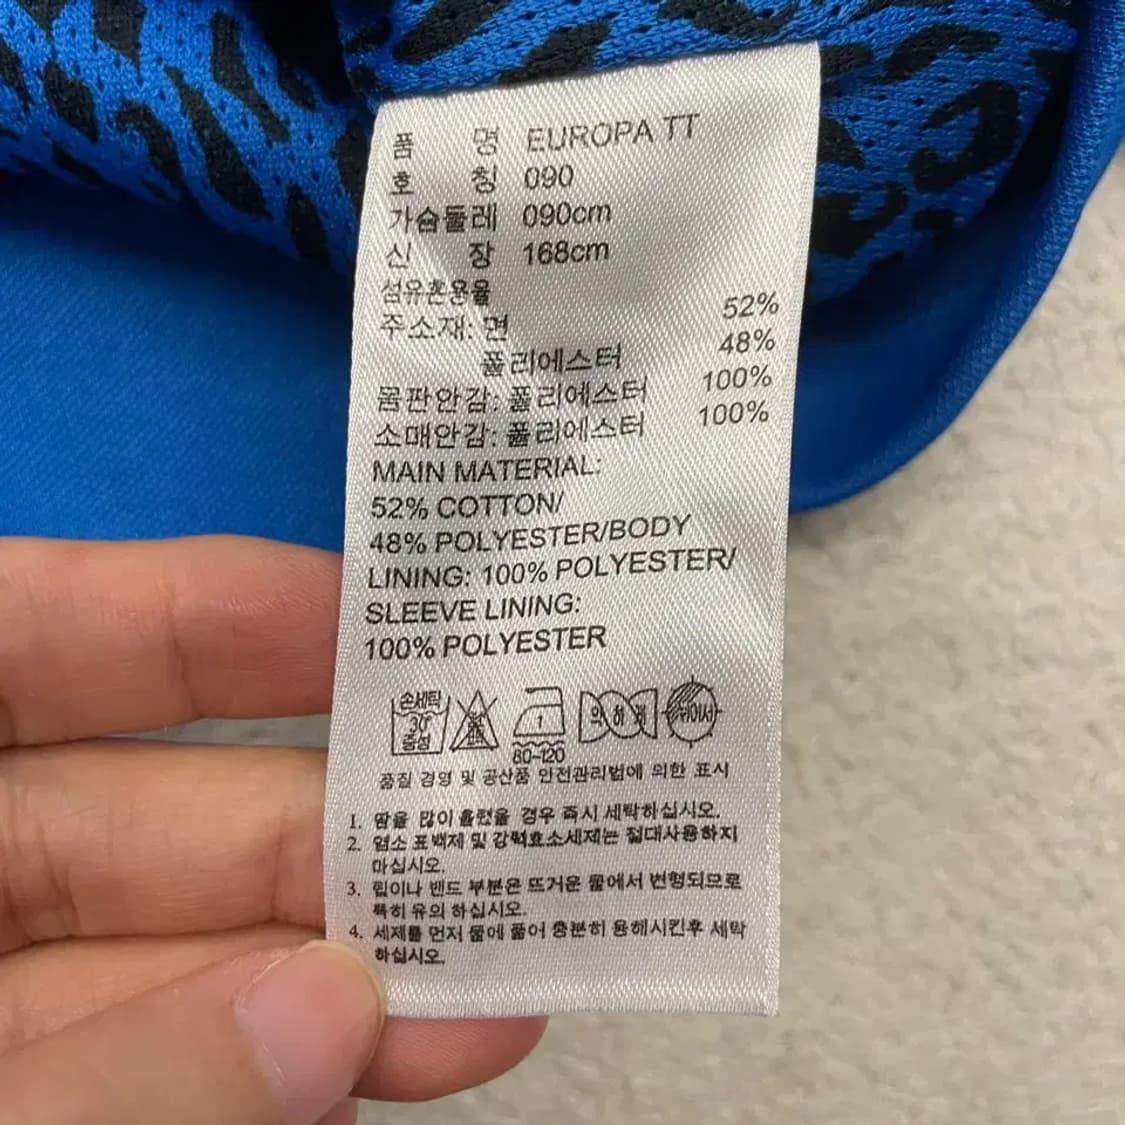 품 명 EUROPA TT
호 칭 090
가슴둘레 090cm
신 장 168cm
섬유혼용율
주소재: 면 52%
폴리에스터 48%
몸판안감: 폴리에스터 100%
소매안감: 폴리에스터 100%
MAIN MATERIAL:
52% COTTON/
48% POLYESTER/BODY
LINING: 100% POLYESTER/
SLEEVE LINING:
100% POLYESTER
손세탁
30°
중성
1
80-120
약하게
뉘어서
품질 경영 및 공산품 안전관리법에 의한 표시
1. 땀을 많이 흘렸을 경우 즉시 세탁하십시오.
2. 염소 표백제 및 강력효소세제는 절대사용하지
마십시오.
3. 립이나 밴드 부분은 뜨거운 물에서 변형되므로
특히 유의 하십시오.
4. 세제를 먼저 물에 풀어 충분히 용해시킨후 세탁
하십시오.